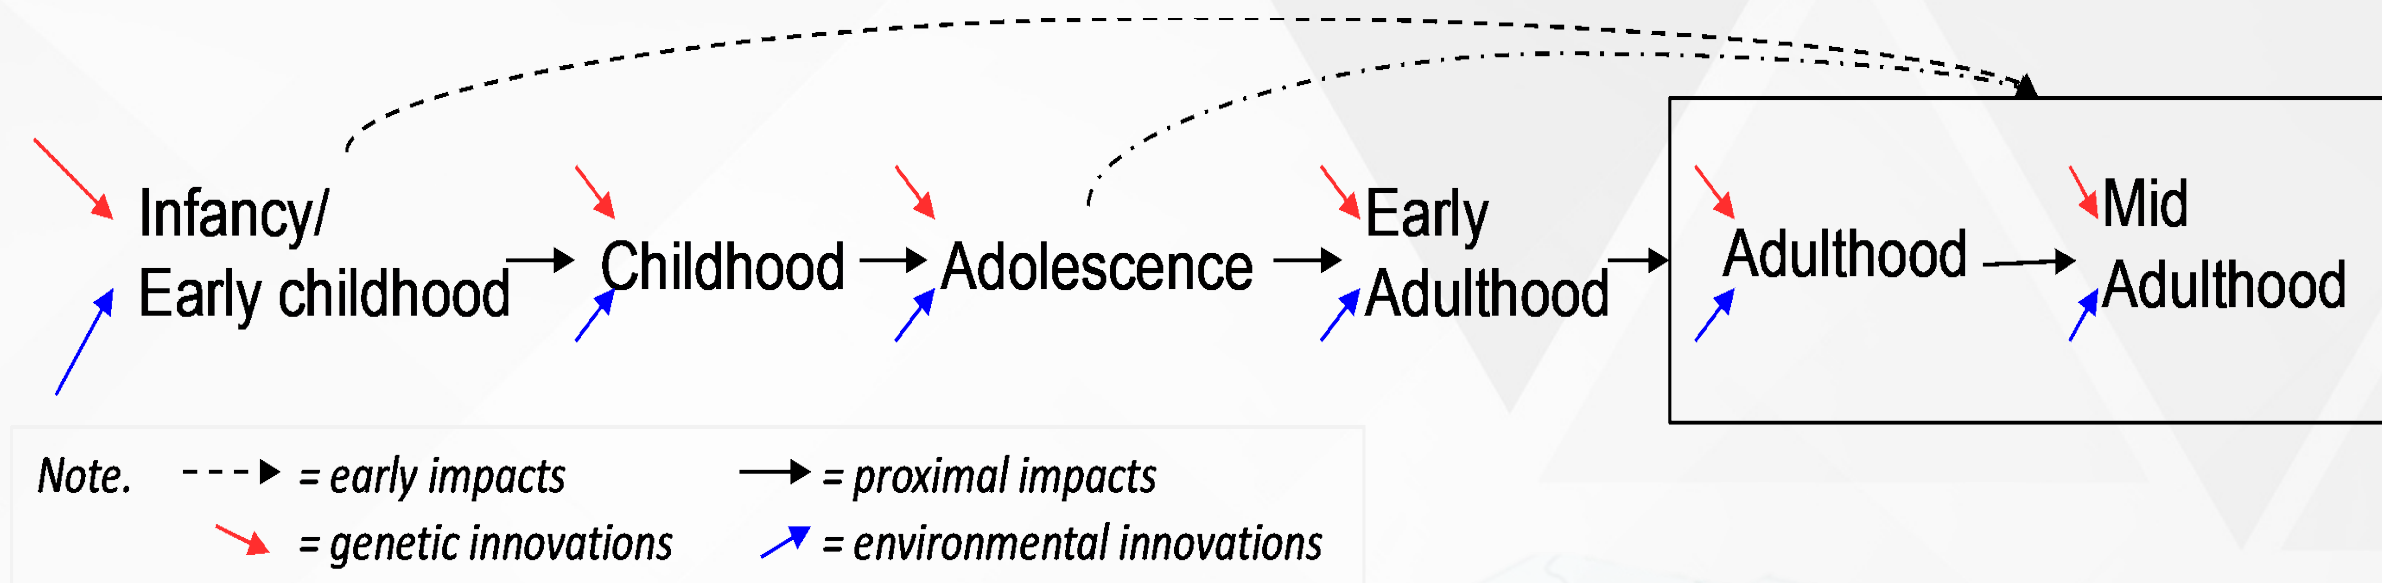 Infancy/
Early childhood
Childhood
Adolescence
Early
Adulthood
Adulthood
Mid
Adulthood
Note.
= early impacts
= proximal impacts
= genetic innovations
= environmental innovations